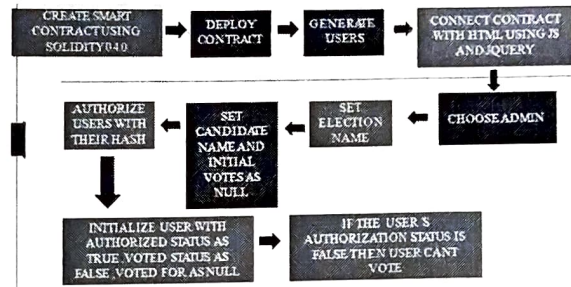 CREATE SMART
CONTRACT USING
SOLIDITY 0.4.0
DEPLOY
CONTRACT
GENERATE
USERS
CONNECT CONTRACT
WITH HTML USING JS
AND JQUERY
CHOOSE ADMIN
SET
ELECTION
NAME
SET
CANDIDATE
NAME AND
INITIAL
VOTES AS
NULL
AUTHORIZE
USERS WITH
THEIR HASH
INITIALIZE USER WITH
AUTHORIZED STATUS AS
TRUE ,VOTED STATUS AS
FALSE ,VOTED FOR AS NULL
IF THE USER'S
AUTHORIZATION STATUS IS
FALSE THEN USER CANT
VOTE